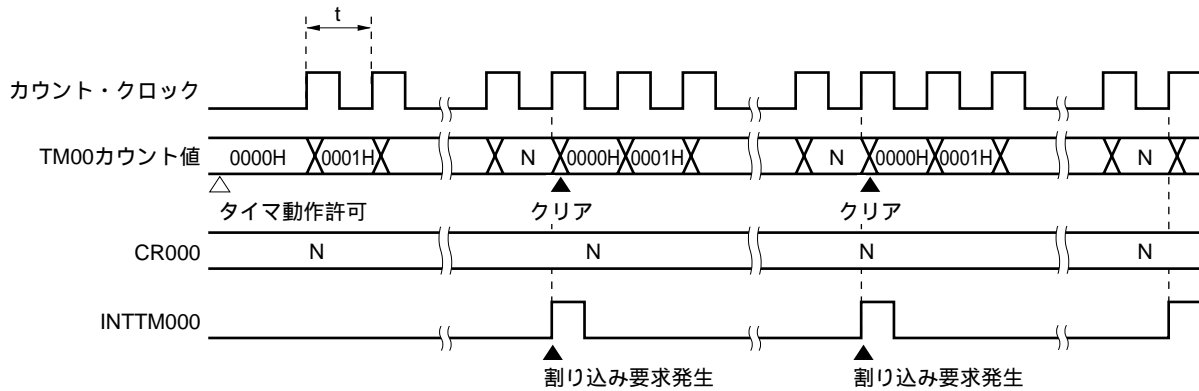 t
カウント・クロック
TM00カウント値 0000H 0001H N 0000H 0001H N 0000H 0001H N
タイマ動作許可 クリア クリア
CR000 N N N N
INTTM000
割り込み要求発生 割り込み要求発生